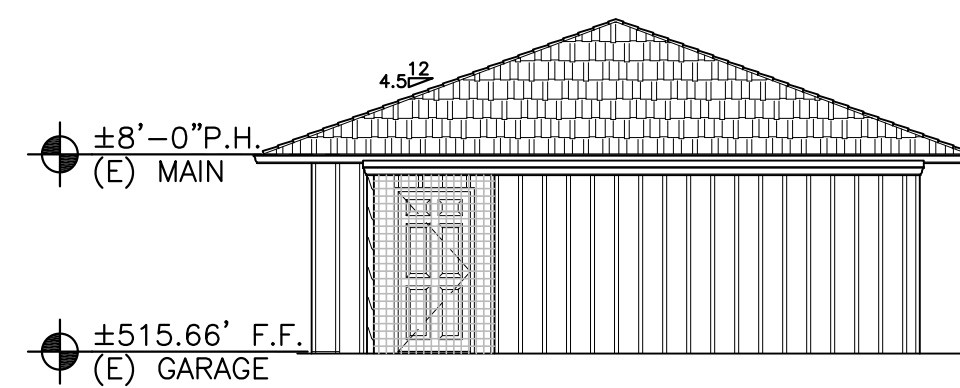 12
4.5
±8'-0"P.H.
(E) MAIN
±515.66' F.F.
(E) GARAGE